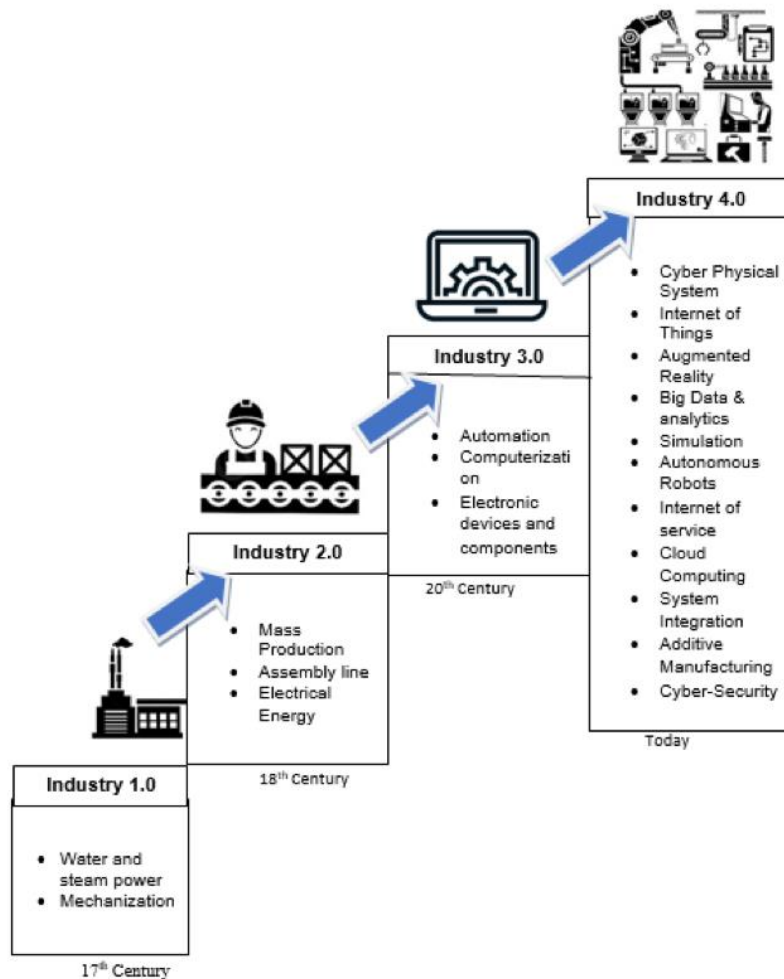 Industry 4.0
• Cyber Physical
System
• Internet of
Things
• Augmented
Reality
• Big Data &
analytics
• Simulation
• Autonomous
Robots
• Internet of
service
• Cloud
Computing
• System
Integration
• Additive
Manufacturing
• Cyber-Security
Today
Industry 3.0
• Automation
• Computerizati
on
• Electronic
devices and
components
20th Century
Industry 2.0
• Mass
Production
• Assembly line
• Electrical
Energy
18th Century
Industry 1.0
• Water and
steam power
• Mechanization
17th Century